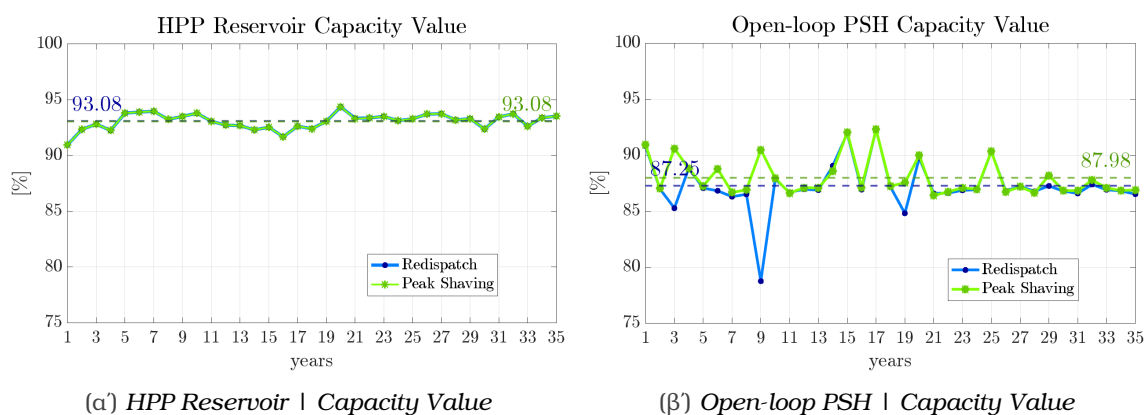 HPP Reservoir Capacity Value
100
95
90
85
80
75
[%]
93.08
93.08
Redispatch
Peak Shaving
1 3 5 7 9 11 13 15 17 19 21 23 25 27 29 31 33 35
years
(α') HPP Reservoir | Capacity Value
Open-loop PSH Capacity Value
100
95
90
85
80
75
[%]
87.25
87.98
Redispatch
Peak Shaving
1 3 5 7 9 11 13 15 17 19 21 23 25 27 29 31 33 35
years
(β') Open-loop PSH | Capacity Value